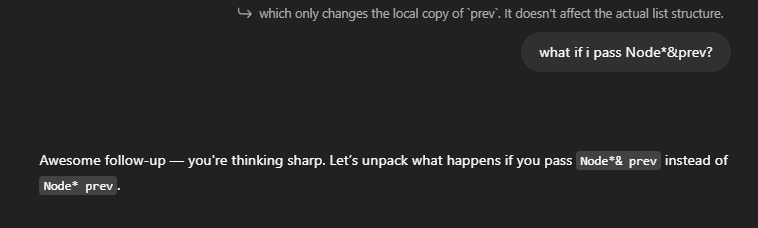 ↪ which only changes the local copy of `prev`. It doesn't affect the actual list structure.
what if i pass Node*&prev?
Awesome follow-up — you're thinking sharp. Let's unpack what happens if you pass Node*& prev instead of
Node* prev.